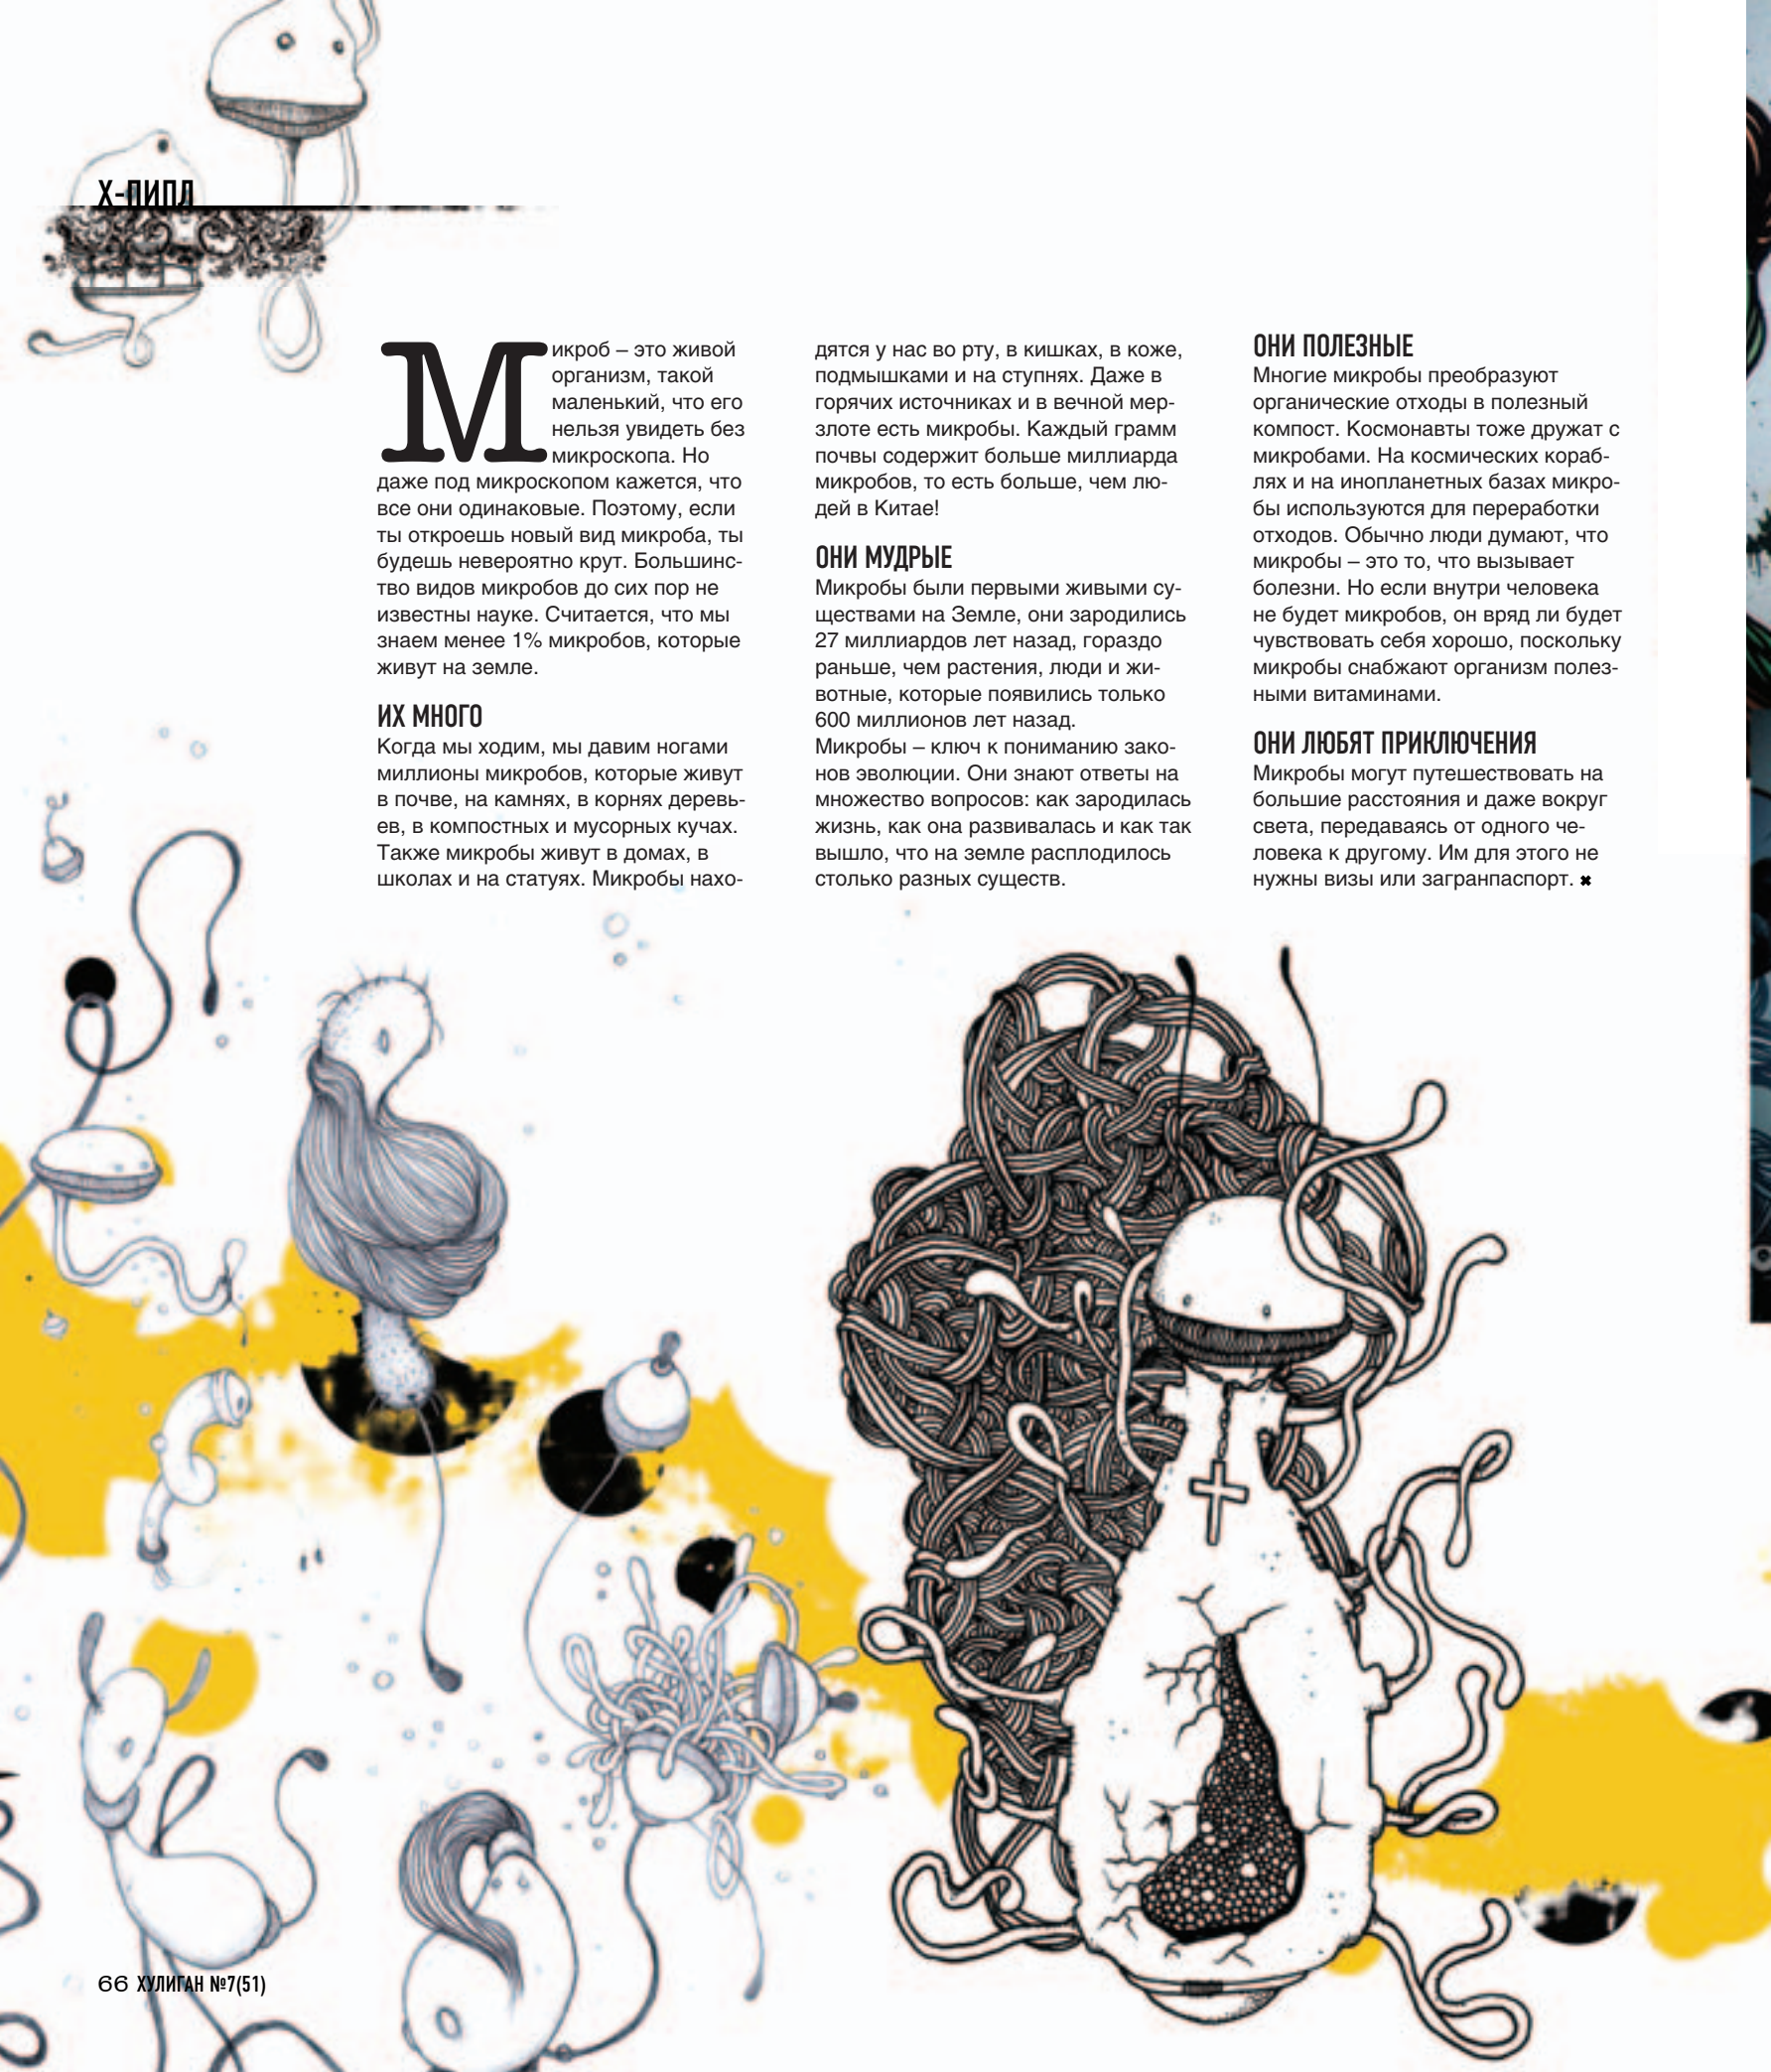 Х-ПИПЛ
Микроб – это живой
организм, такой
маленький, что его
нельзя увидеть без
микроскопа. Но
даже под микроскопом кажется, что
все они одинаковые. Поэтому, если
ты откроешь новый вид микроба, ты
будешь невероятно крут. Большинс-
тво видов микробов до сих пор не
известны науке. Считается, что мы
знаем менее 1% микробов, которые
живут на земле.
ИХ МНОГО
Когда мы ходим, мы давим ногами
миллионы микробов, которые живут
в почве, на камнях, в корнях деревь-
ев, в компостных и мусорных кучах.
Также микробы живут в домах, в
школах и на статуях. Микробы нахо-
дятся у нас во рту, в кишках, в коже,
подмышками и на ступнях. Даже в
горячих источниках и в вечной мер-
злоте есть микробы. Каждый грамм
почвы содержит больше миллиарда
микробов, то есть больше, чем лю-
дей в Китае!
ОНИ МУДРЫЕ
Микробы были первыми живыми су-
ществами на Земле, они зародились
27 миллиардов лет назад, гораздо
раньше, чем растения, люди и жи-
вотные, которые появились только
600 миллионов лет назад.
Микробы – ключ к пониманию зако-
нов эволюции. Они знают ответы на
множество вопросов: как зародилась
жизнь, как она развивалась и как так
вышло, что на земле расплодилось
столько разных существ.
ОНИ ПОЛЕЗНЫЕ
Многие микробы преобразуют
органические отходы в полезный
компост. Космонавты тоже дружат с
микробами. На космических кораб-
лях и на инопланетных базах микро-
бы используются для переработки
отходов. Обычно люди думают, что
микробы – это то, что вызывает
болезни. Но если внутри человека
не будет микробов, он вряд ли будет
чувствовать себя хорошо, поскольку
микробы снабжают организм полез-
ными витаминами.
ОНИ ЛЮБЯТ ПРИКЛЮЧЕНИЯ
Микробы могут путешествовать на
большие расстояния и даже вокруг
света, передаваясь от одного че-
ловека к другому. Им для этого не
нужны визы или загранпаспорт. ✖
66 ХУЛИГАН №7(51)